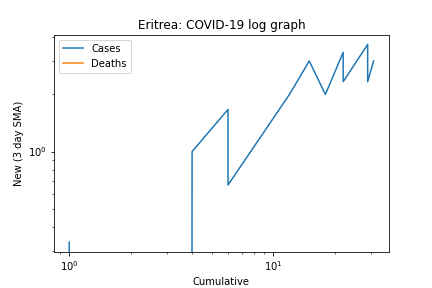 Eritrea: COVID-19 log graph
Cases
Deaths
New (3 day SMA)
10⁰
10⁰
10¹
Cumulative